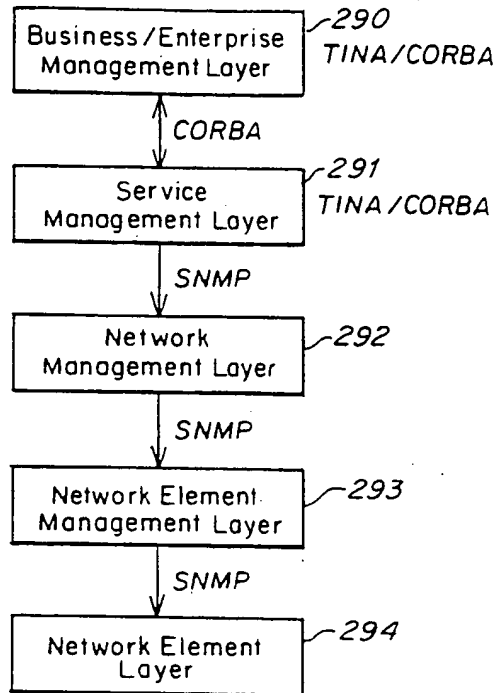 Business/Enterprise
Management Layer
290
TINA/CORBA
CORBA
Service
Management Layer
291
TINA/CORBA
SNMP
Network
Management Layer
292
SNMP
Network Element
Management Layer
293
SNMP
Network Element
Layer
294